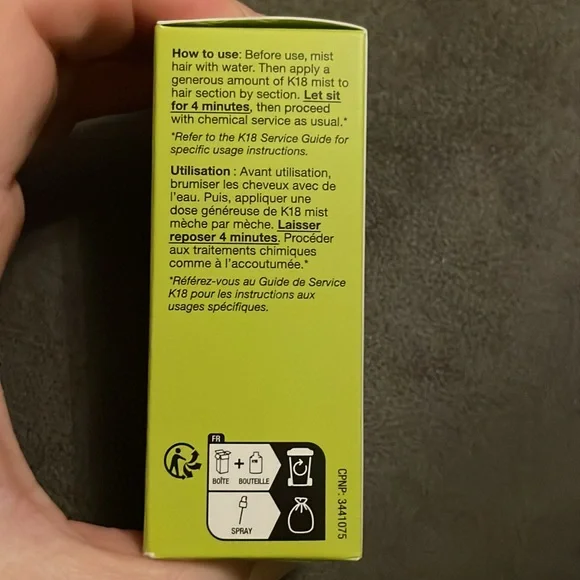 How to use: Before use, mist
hair with water. Then apply a
generous amount of K18 mist to
hair section by section. Let sit
for 4 minutes, then proceed
with chemical service as usual.*
*Refer to the K18 Service Guide for
specific usage instructions.
Utilisation : Avant utilisation,
brumiser les cheveux avec de
l'eau. Puis, appliquer une
dose généreuse de K18 mist
mèche par mèche. Laisser
reposer 4 minutes. Procéder
aux traitements chimiques
comme à l'accoutumée.*
*Référez-vous au Guide de Service
K18 pour les instructions aux
usages spécifiques.
FR
+
BOÎTE BOUTEILLE
SPRAY
CPNP: 3441075